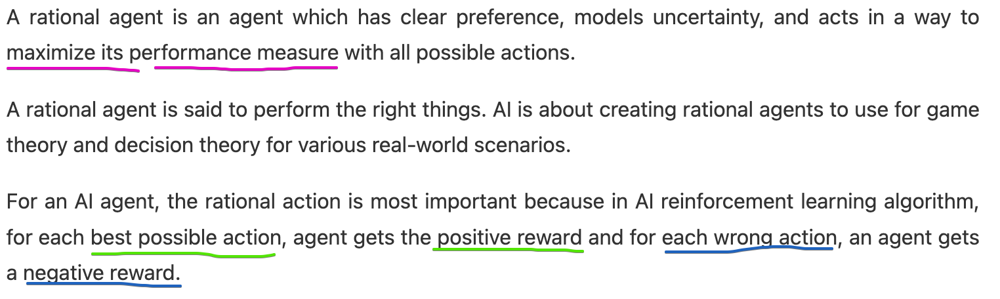 A rational agent is an agent which has clear preference, models uncertainty, and acts in a way to
maximize its performance measure with all possible actions.
A rational agent is said to perform the right things. AI is about creating rational agents to use for game
theory and decision theory for various real-world scenarios.
For an AI agent, the rational action is most important because in AI reinforcement learning algorithm,
for each best possible action, agent gets the positive reward and for each wrong action, an agent gets
a negative reward.